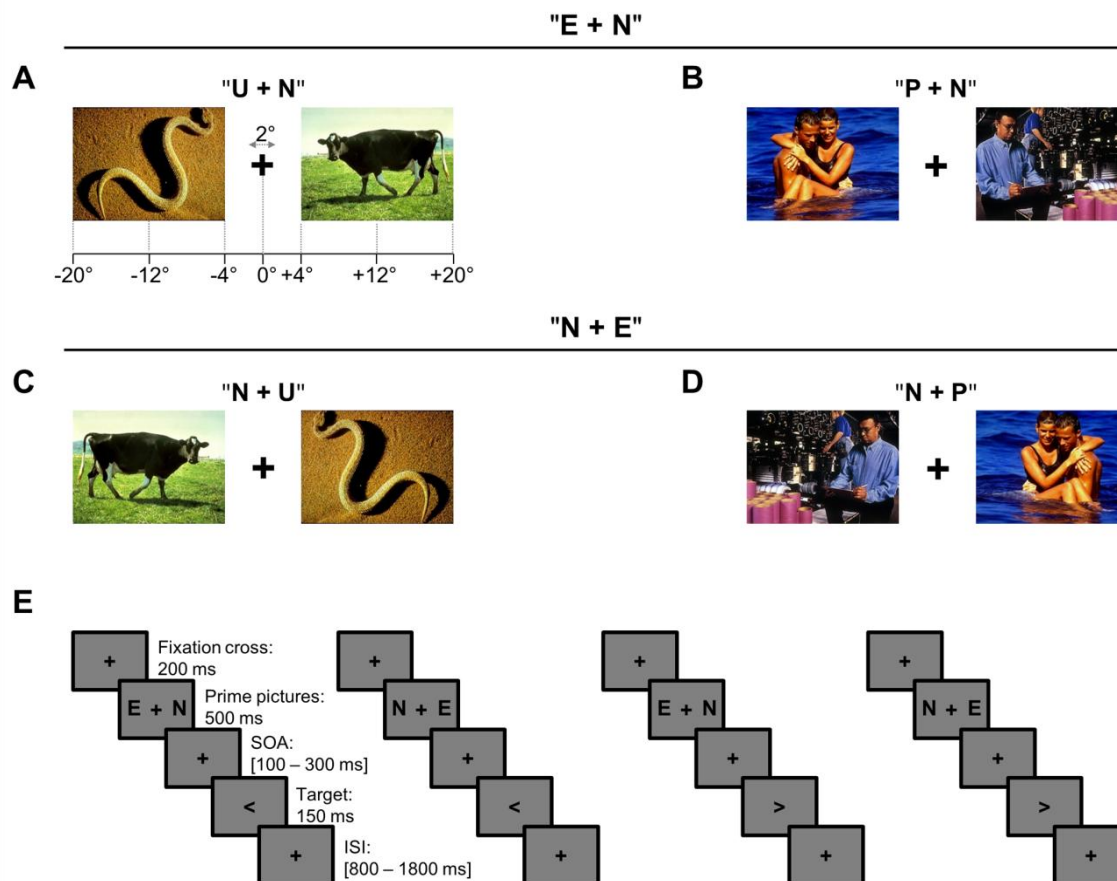 "E + N"
A
"U + N"
B
"P + N"
2°
+
+
-20° -12° -4° 0° +4° +12° +20°
"N + E"
C
"N + U"
D
"N + P"
+
+
E
+
Fixation cross:
200 ms
+
+
+
E + N
Prime pictures:
500 ms
N + E
E + N
N + E
+
SOA:
[100 – 300 ms]
+
+
+
<
Target:
150 ms
<
>
>
+
ISI:
[800 – 1800 ms]
+
+
+